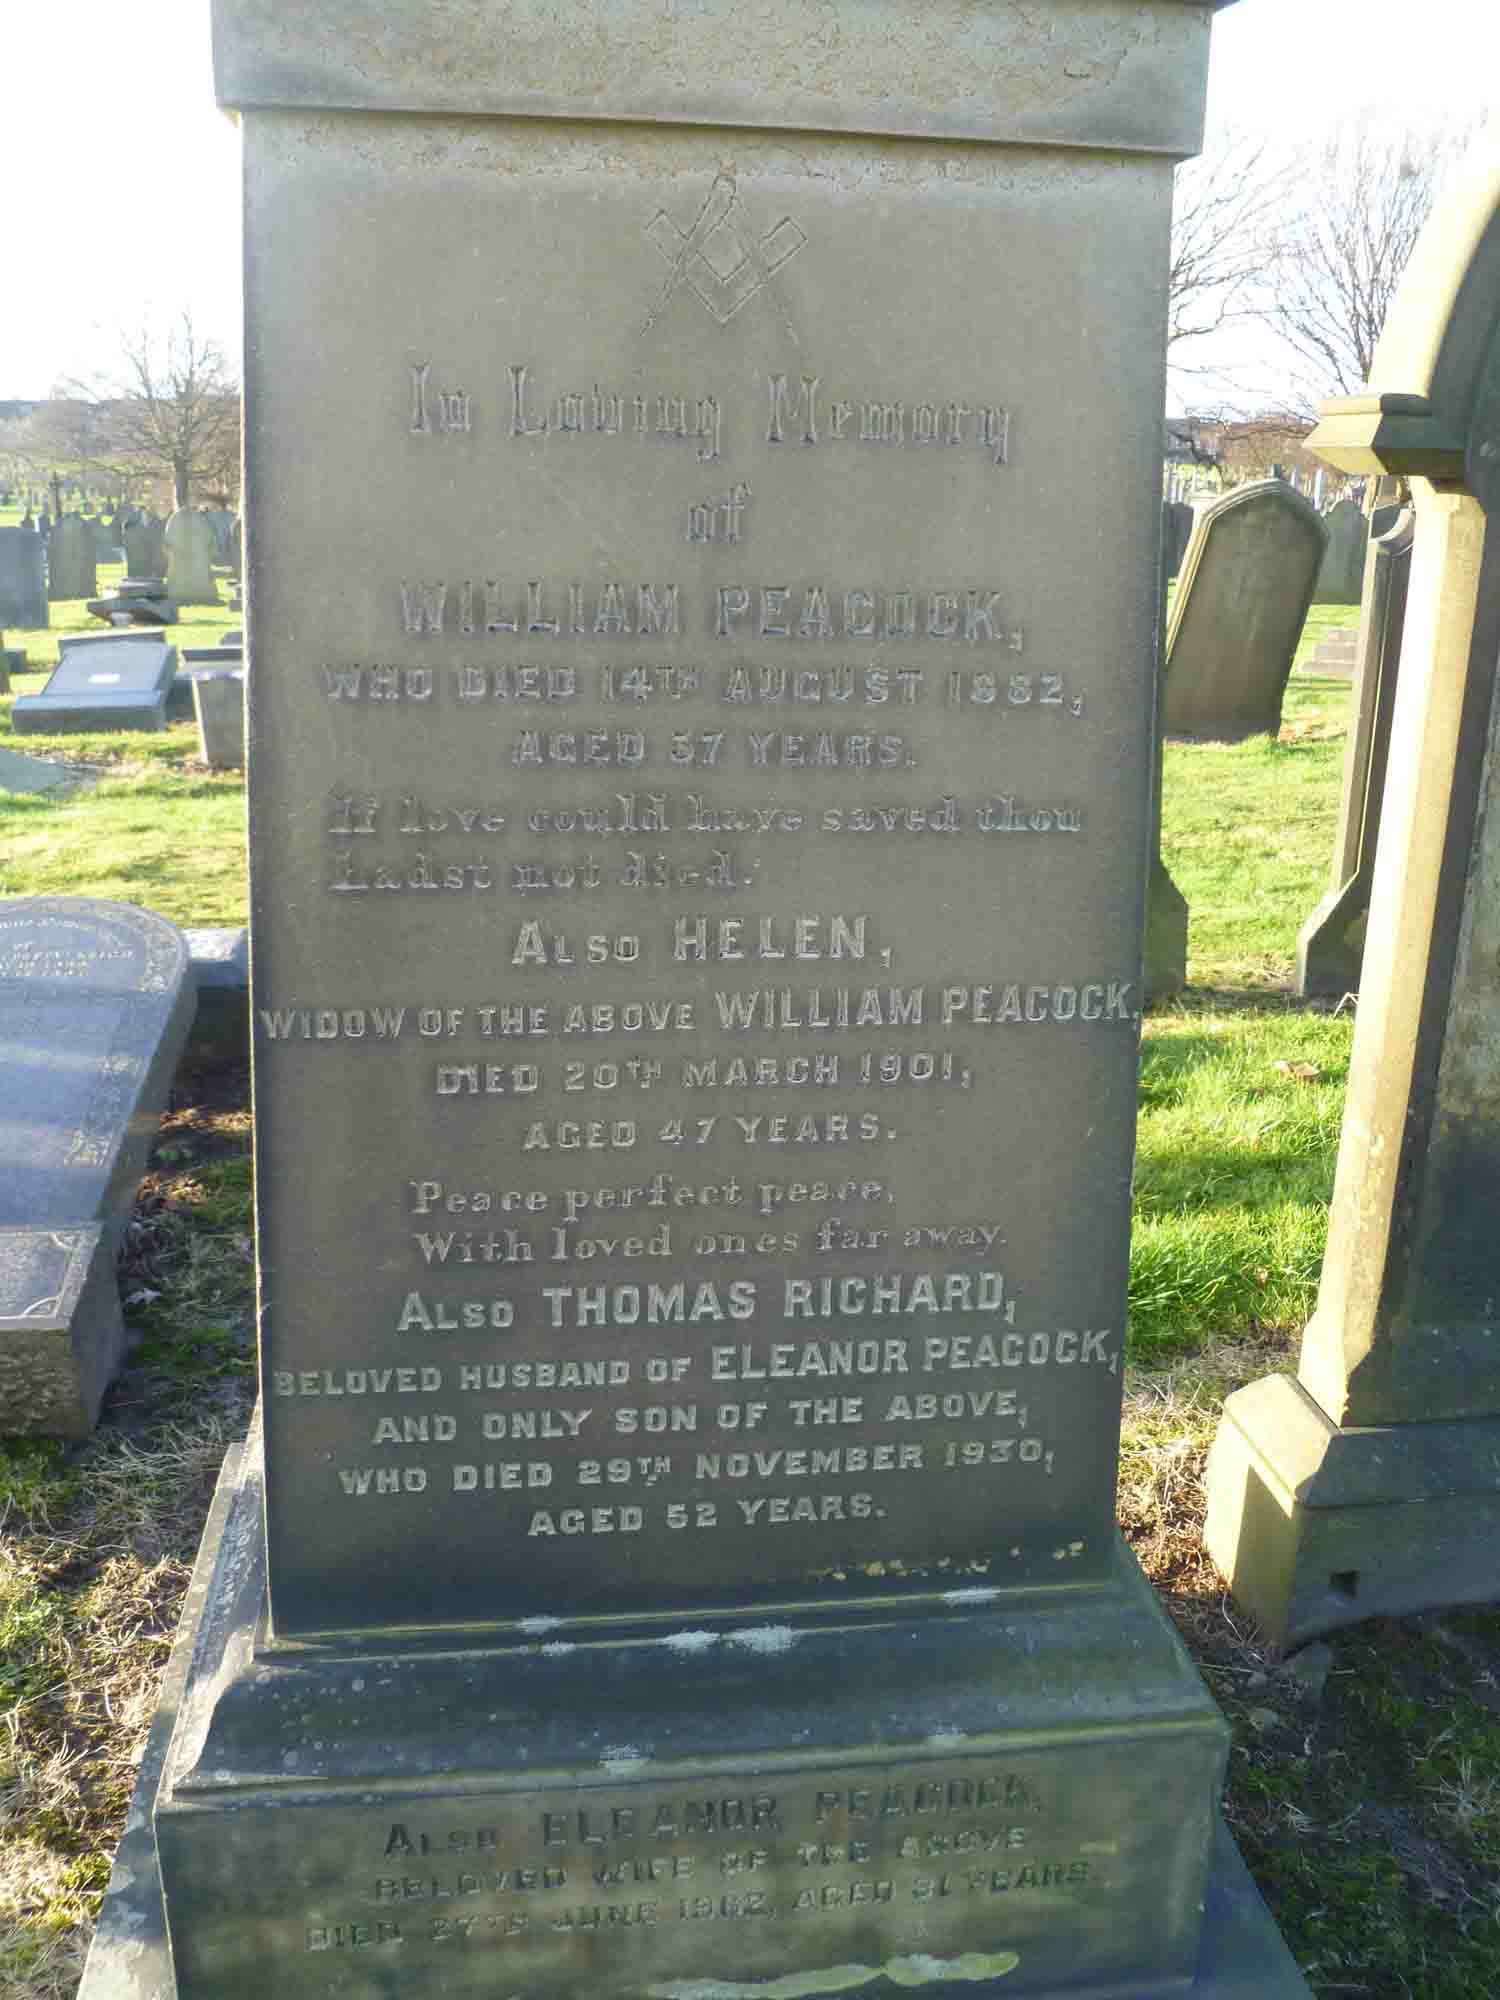 In Loving Memory
of
WILLIAM PEACOCK,
WHO DIED 14TH AUGUST 1882,
AGED 57 YEARS.
If love could have saved thou
hadst not died.
ALSO HELEN,
WIDOW OF THE ABOVE WILLIAM PEACOCK,
DIED 20TH MARCH 1901,
AGED 47 YEARS.
Peace perfect peace,
With loved ones far away.
ALSO THOMAS RICHARD,
BELOVED HUSBAND OF ELEANOR PEACOCK,
AND ONLY SON OF THE ABOVE,
WHO DIED 29TH NOVEMBER 1930,
AGED 52 YEARS.
ALSO ELEANOR PEACOCK,
BELOVED WIFE OF THE ABOVE
DIED 27TH JUNE 1962, AGED 81 YEARS.